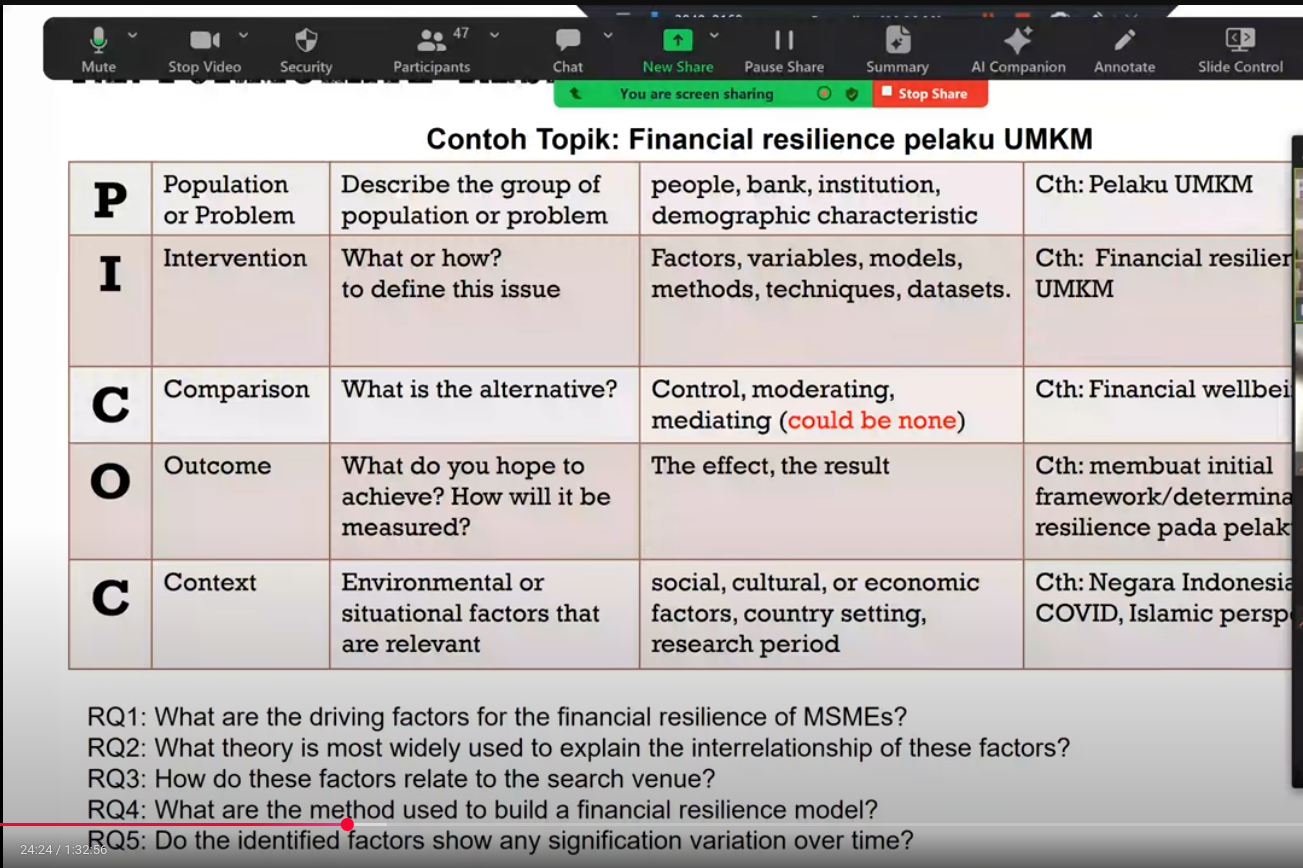 47
Mute
Stop Video
Security
Participants
Chat
New Share
Pause Share
Summary
AI Companion
Annotate
Slide Control
You are screen sharing
Stop Share
Contoh Topik: Financial resilience pelaku UMKM
P
Population
or Problem
Describe the group of
population or problem
people, bank, institution,
demographic characteristic
Cth: Pelaku UMKM
I
Intervention
What or how?
to define this issue
Factors, variables, models,
methods, techniques, datasets.
Cth: Financial resilien
UMKM
C
Comparison
What is the alternative?
Control, moderating,
mediating (could be none)
Cth: Financial wellbei
O
Outcome
What do you hope to
achieve? How will it be
measured?
The effect, the result
Cth: membuat initial
framework/determina
resilience pada pelak
C
Context
Environmental or
situational factors that
are relevant
social, cultural, or economic
factors, country setting,
research period
Cth: Negara Indonesia
COVID, Islamic persp
RQ1: What are the driving factors for the financial resilience of MSMEs?
RQ2: What theory is most widely used to explain the interrelationship of these factors?
RQ3: How do these factors relate to the search venue?
RQ4: What are the method used to build a financial resilience model?
RQ5: Do the identified factors show any signification variation over time?
24:24 / 1:32:56